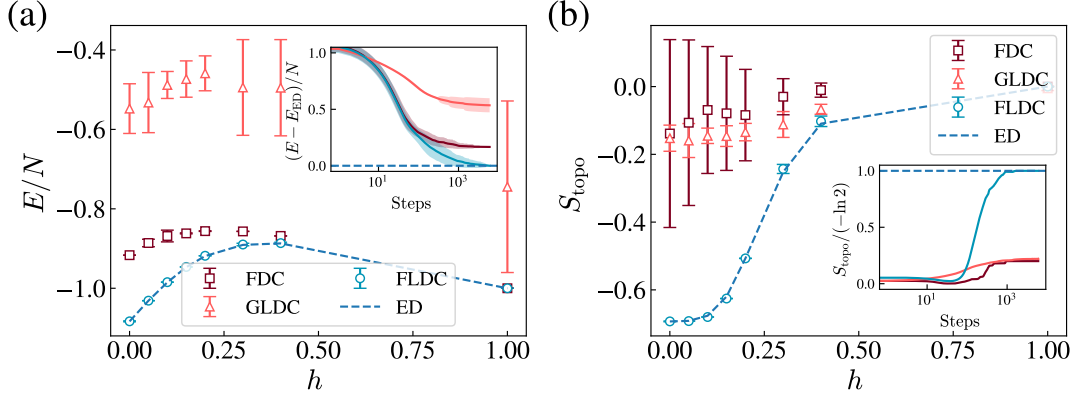 (a)
E/N
−0.4
−0.6
−0.8
−1.0
0.00
0.25
0.50
0.75
1.00
h
FDC
GLDC
FLDC
ED
(E − E_ED)/N
1.0
0.5
0.0
10^1
10^3
Steps
(b)
S_topo
0.0
−0.2
−0.4
−0.6
0.00
0.25
0.50
0.75
1.00
h
FDC
GLDC
FLDC
ED
S_topo/(− ln 2)
1.0
0.5
0.0
10^1
10^3
Steps